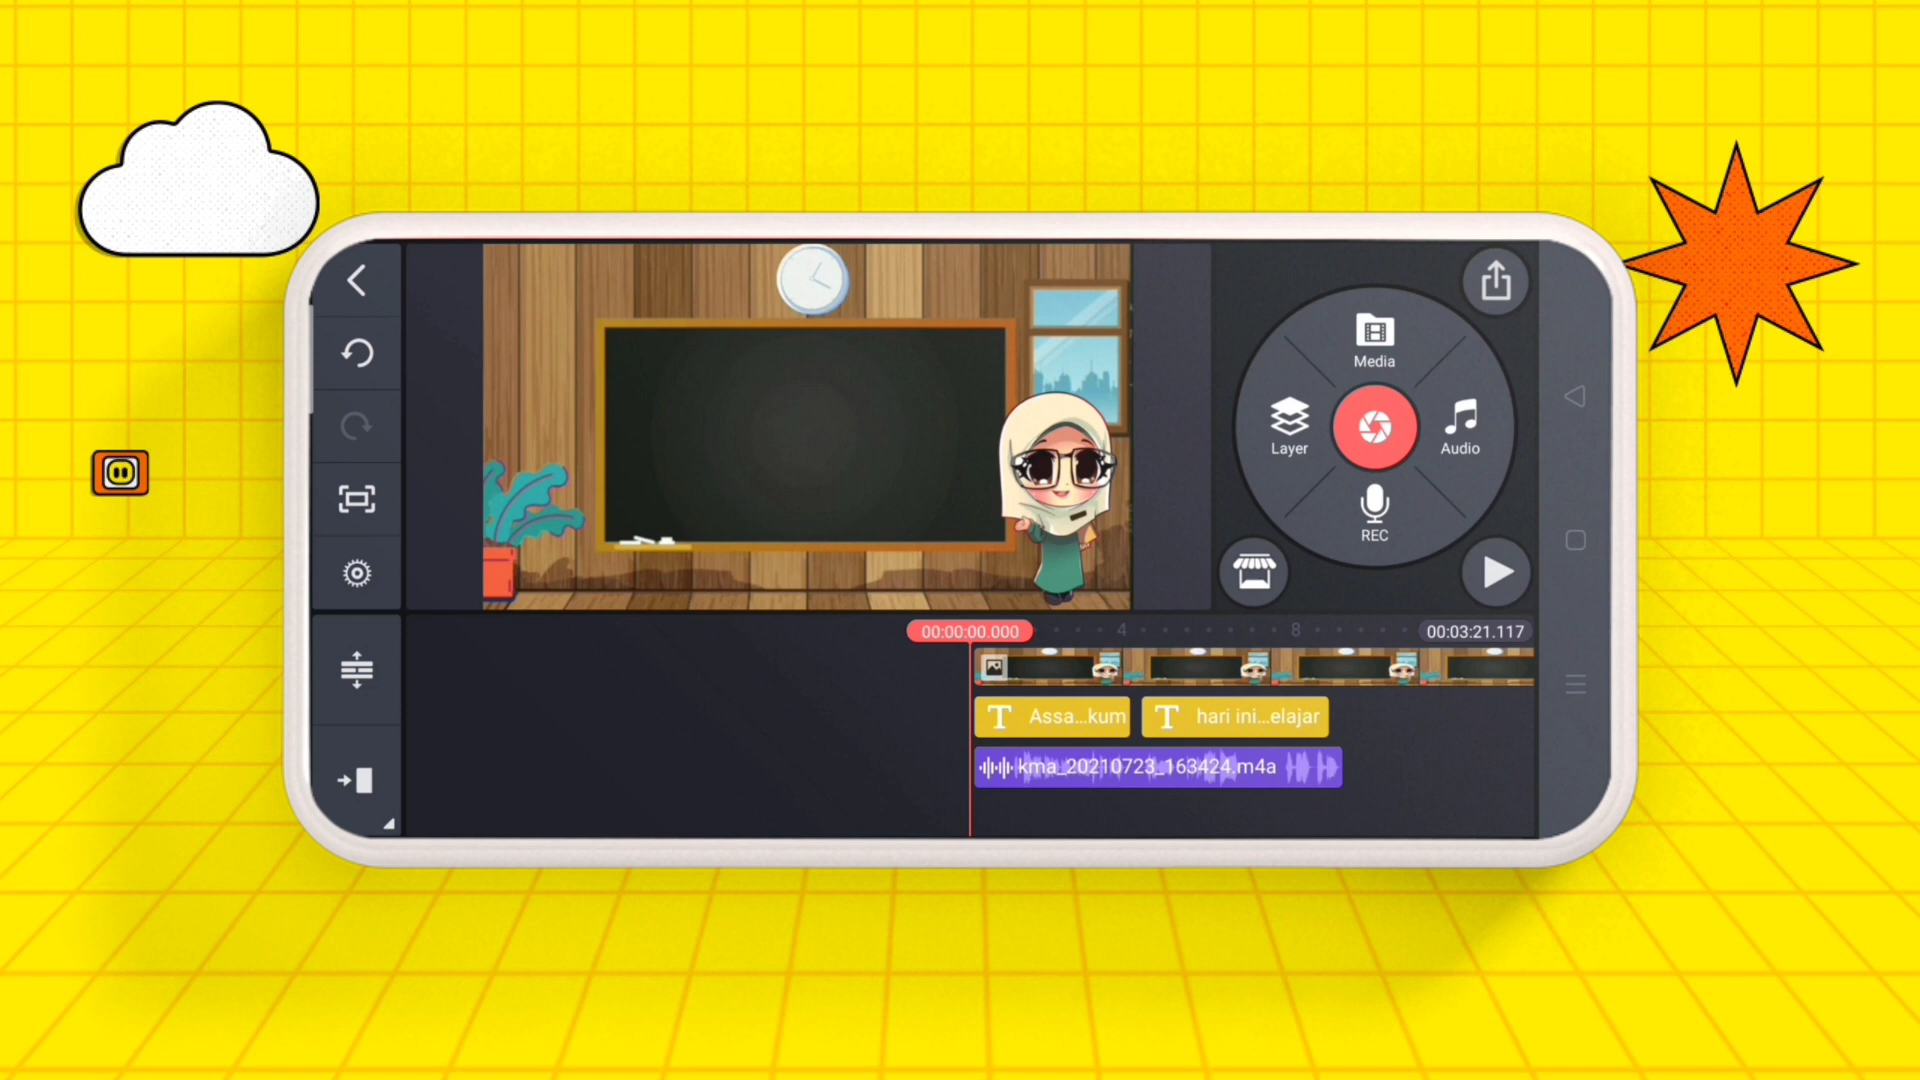 Media
Layer
Audio
REC
00:00:00.000
4
8
00:03:21.117
T Assa...kum
T hari ini...elajar
kma_20210723_163424.m4a